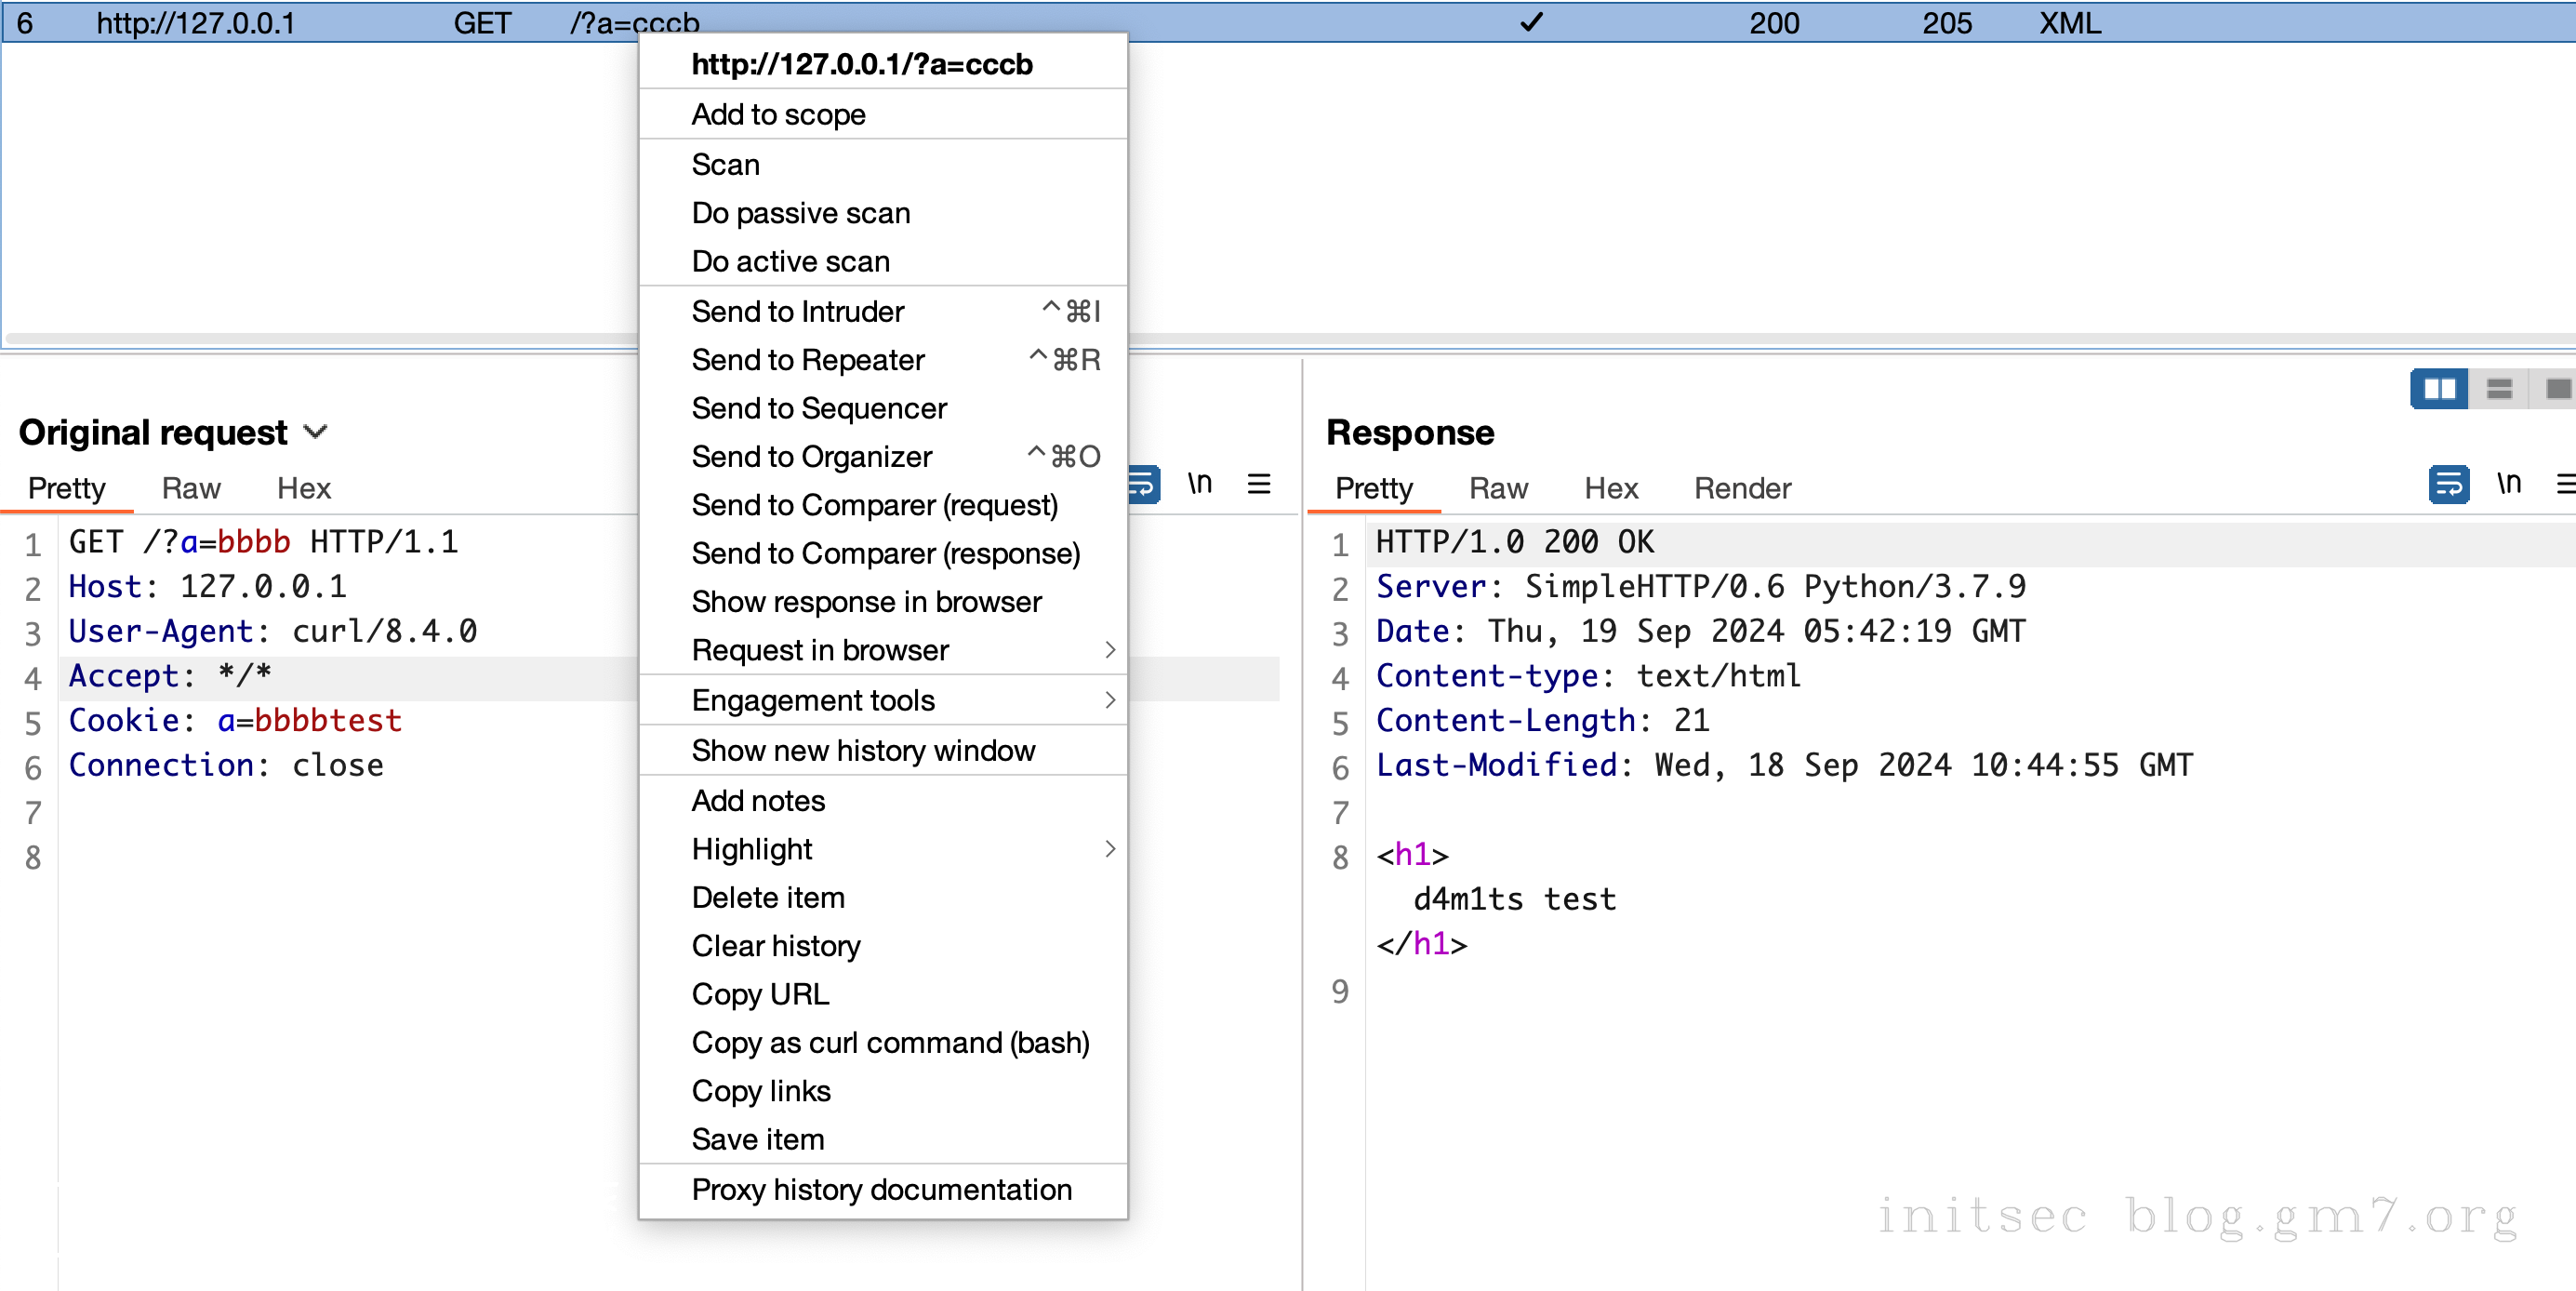 6 http://127.0.0.1 GET /?a=cccb ✓ 200 205 XML
http://127.0.0.1/?a=cccb
Add to scope
Scan
Do passive scan
Do active scan
Send to Intruder ^⌘I
Send to Repeater ^⌘R
Send to Sequencer
Send to Organizer ^⌘O
Send to Comparer (request)
Send to Comparer (response)
Show response in browser
Request in browser
Engagement tools
Show new history window
Add notes
Highlight
Delete item
Clear history
Copy URL
Copy as curl command (bash)
Copy links
Save item
Proxy history documentation
Original request
Pretty Raw Hex \n
1 GET /?a=bbbb HTTP/1.1
2 Host: 127.0.0.1
3 User-Agent: curl/8.4.0
4 Accept: */*
5 Cookie: a=bbbbtest
6 Connection: close
7
8
Response
Pretty Raw Hex Render \n
1 HTTP/1.0 200 OK
2 Server: SimpleHTTP/0.6 Python/3.7.9
3 Date: Thu, 19 Sep 2024 05:42:19 GMT
4 Content-type: text/html
5 Content-Length: 21
6 Last-Modified: Wed, 18 Sep 2024 10:44:55 GMT
7
8 <h1>
d4m1ts test
</h1>
9
initsec blog.gm7.org